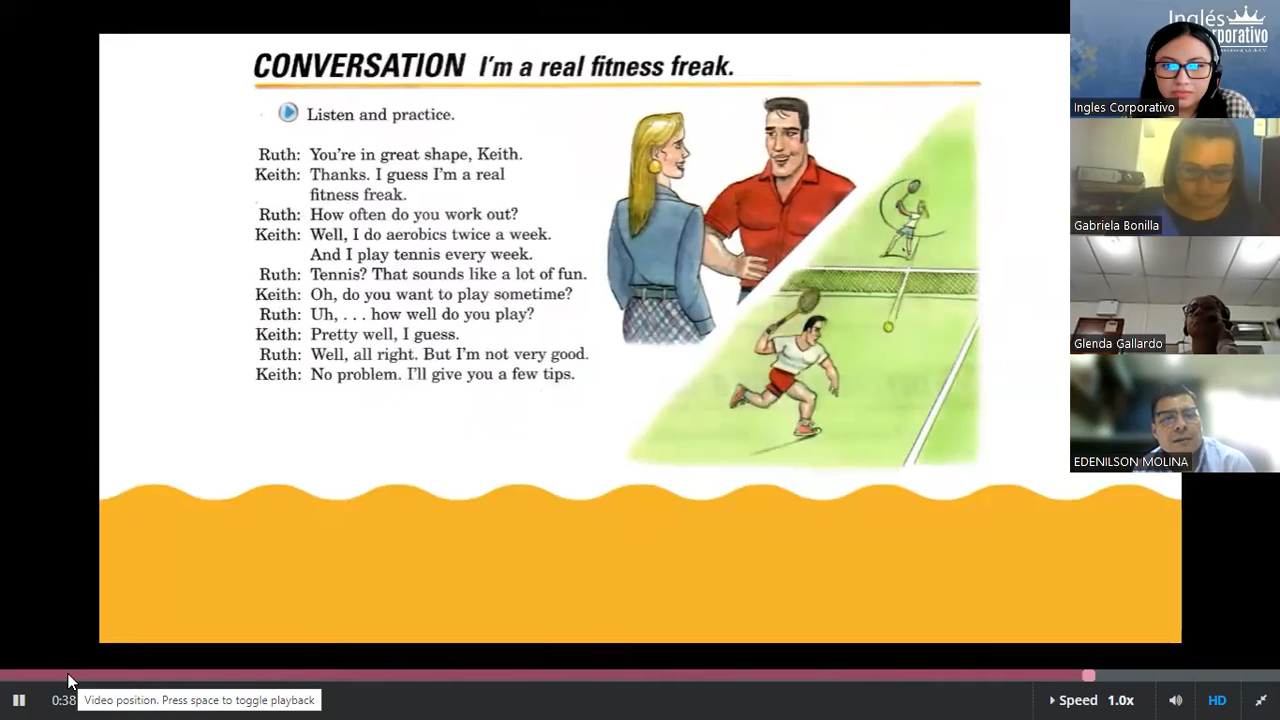 CONVERSATION I'm a real fitness freak.
Listen and practice.
Ruth: You're in great shape, Keith.
Keith: Thanks. I guess I'm a real
fitness freak.
Ruth: How often do you work out?
Keith: Well, I do aerobics twice a week.
And I play tennis every week.
Ruth: Tennis? That sounds like a lot of fun.
Keith: Oh, do you want to play sometime?
Ruth: Uh, . . . how well do you play?
Keith: Pretty well, I guess.
Ruth: Well, all right. But I'm not very good.
Keith: No problem. I'll give you a few tips.
Inglés
Ingles Corporativo
Gabriela Bonilla
Glenda Gallardo
EDENILSON MOLINA
0:38
Video position. Press space to toggle playback
Speed 1.0x
HD